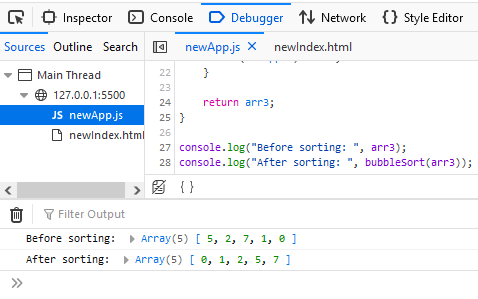 Inspector Console Debugger Network Style Editor
Sources Outline Search newApp.js newIndex.html
Main Thread
127.0.0.1:5500
JS newApp.js
newIndex.html
22 }
23
24 return arr3;
25 }
26
27 console.log("Before sorting: ", arr3);
28 console.log("After sorting: ", bubbleSort(arr3));
{ }
Filter Output
Before sorting: Array(5) [ 5, 2, 7, 1, 0 ]
After sorting: Array(5) [ 0, 1, 2, 5, 7 ]